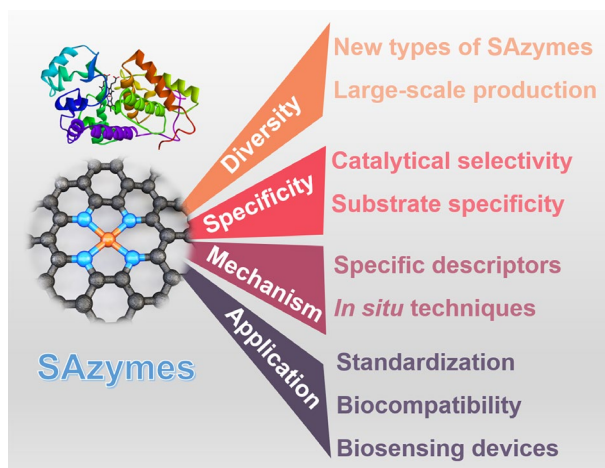 Diversity
New types of SAzymes
Large-scale production
Specificity
Catalytical selectivity
Substrate specificity
Mechanism
Specific descriptors
In situ techniques
Application
Standardization
Biocompatibility
Biosensing devices
SAzymes